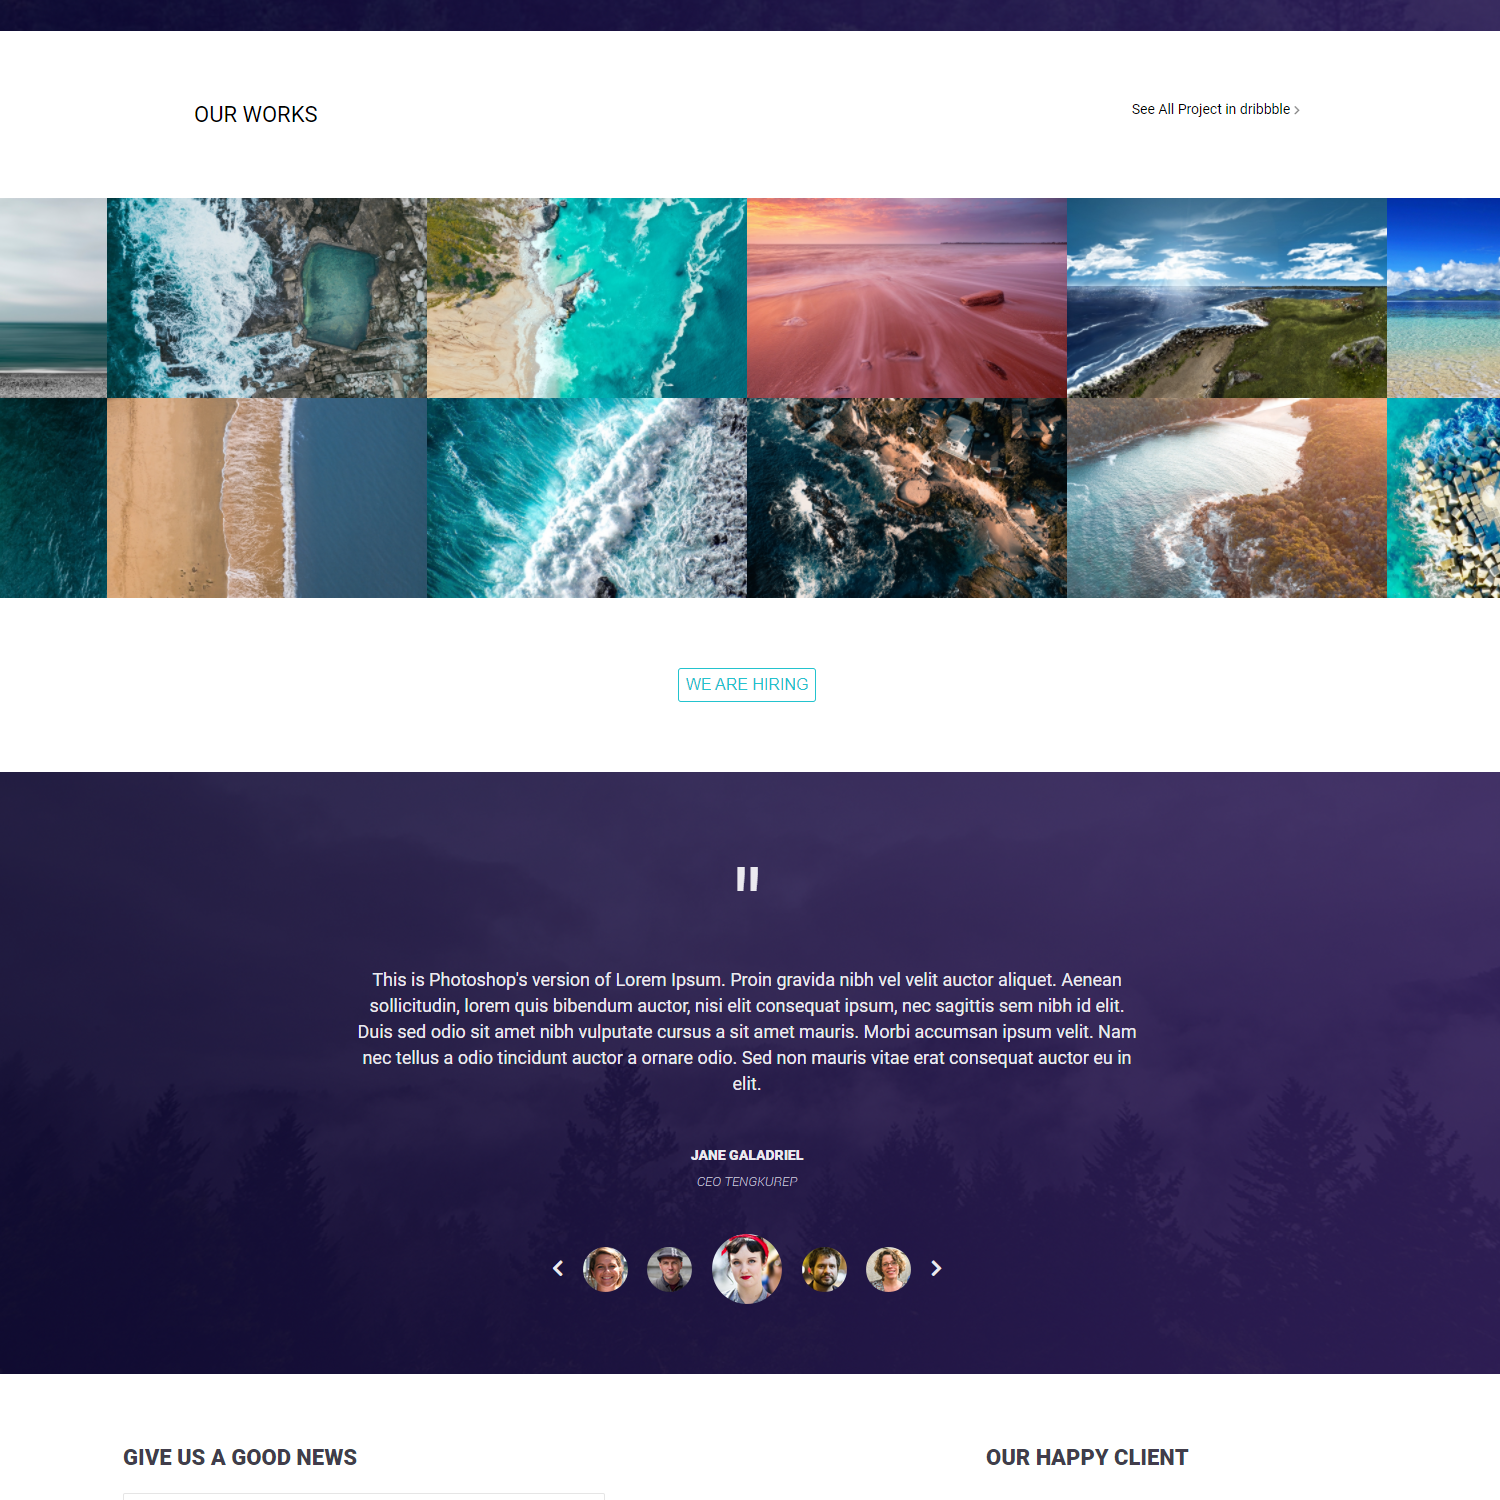 OUR WORKS
See All Project in dribbble >
WE ARE HIRING
"
This is Photoshop's version of Lorem Ipsum. Proin gravida nibh vel velit auctor aliquet. Aenean
sollicitudin, lorem quis bibendum auctor, nisi elit consequat ipsum, nec sagittis sem nibh id elit.
Duis sed odio sit amet nibh vulputate cursus a sit amet mauris. Morbi accumsan ipsum velit. Nam
nec tellus a odio tincidunt auctor a ornare odio. Sed non mauris vitae erat consequat auctor eu in
elit.
JANE GALADRIEL
CEO TENGKUREP
GIVE US A GOOD NEWS
OUR HAPPY CLIENT